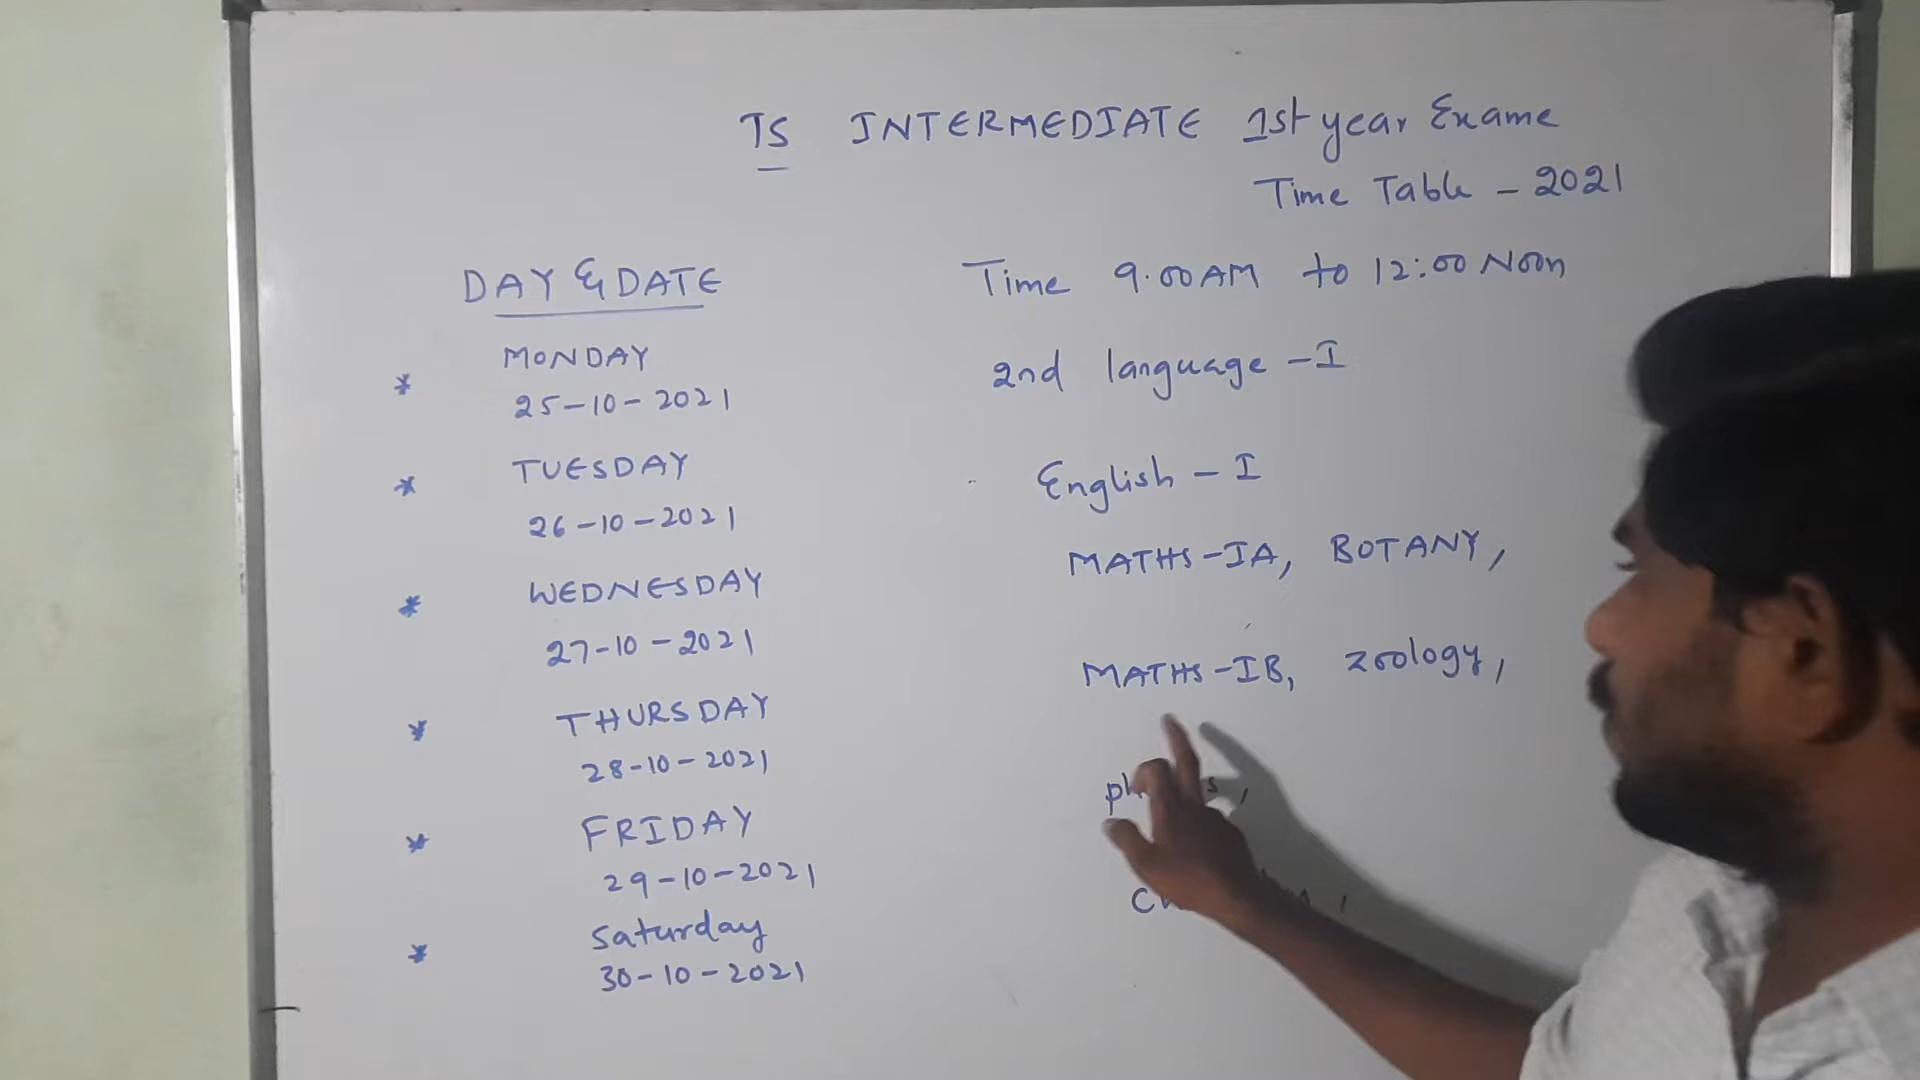 TS INTERMEDIATE 1st year Exame
Time Table - 2021
DAY & DATE Time 9.00AM to 12:00 Noon
* MONDAY
25-10-2021
2nd language - I
* TUESDAY
26-10-2021
English - I
* WEDNESDAY
27-10-2021
MATHS-IA, BOTANY,
* THURSDAY
28-10-2021
MATHS-IB, zoology,
* FRIDAY
29-10-2021
* saturday
30-10-2021